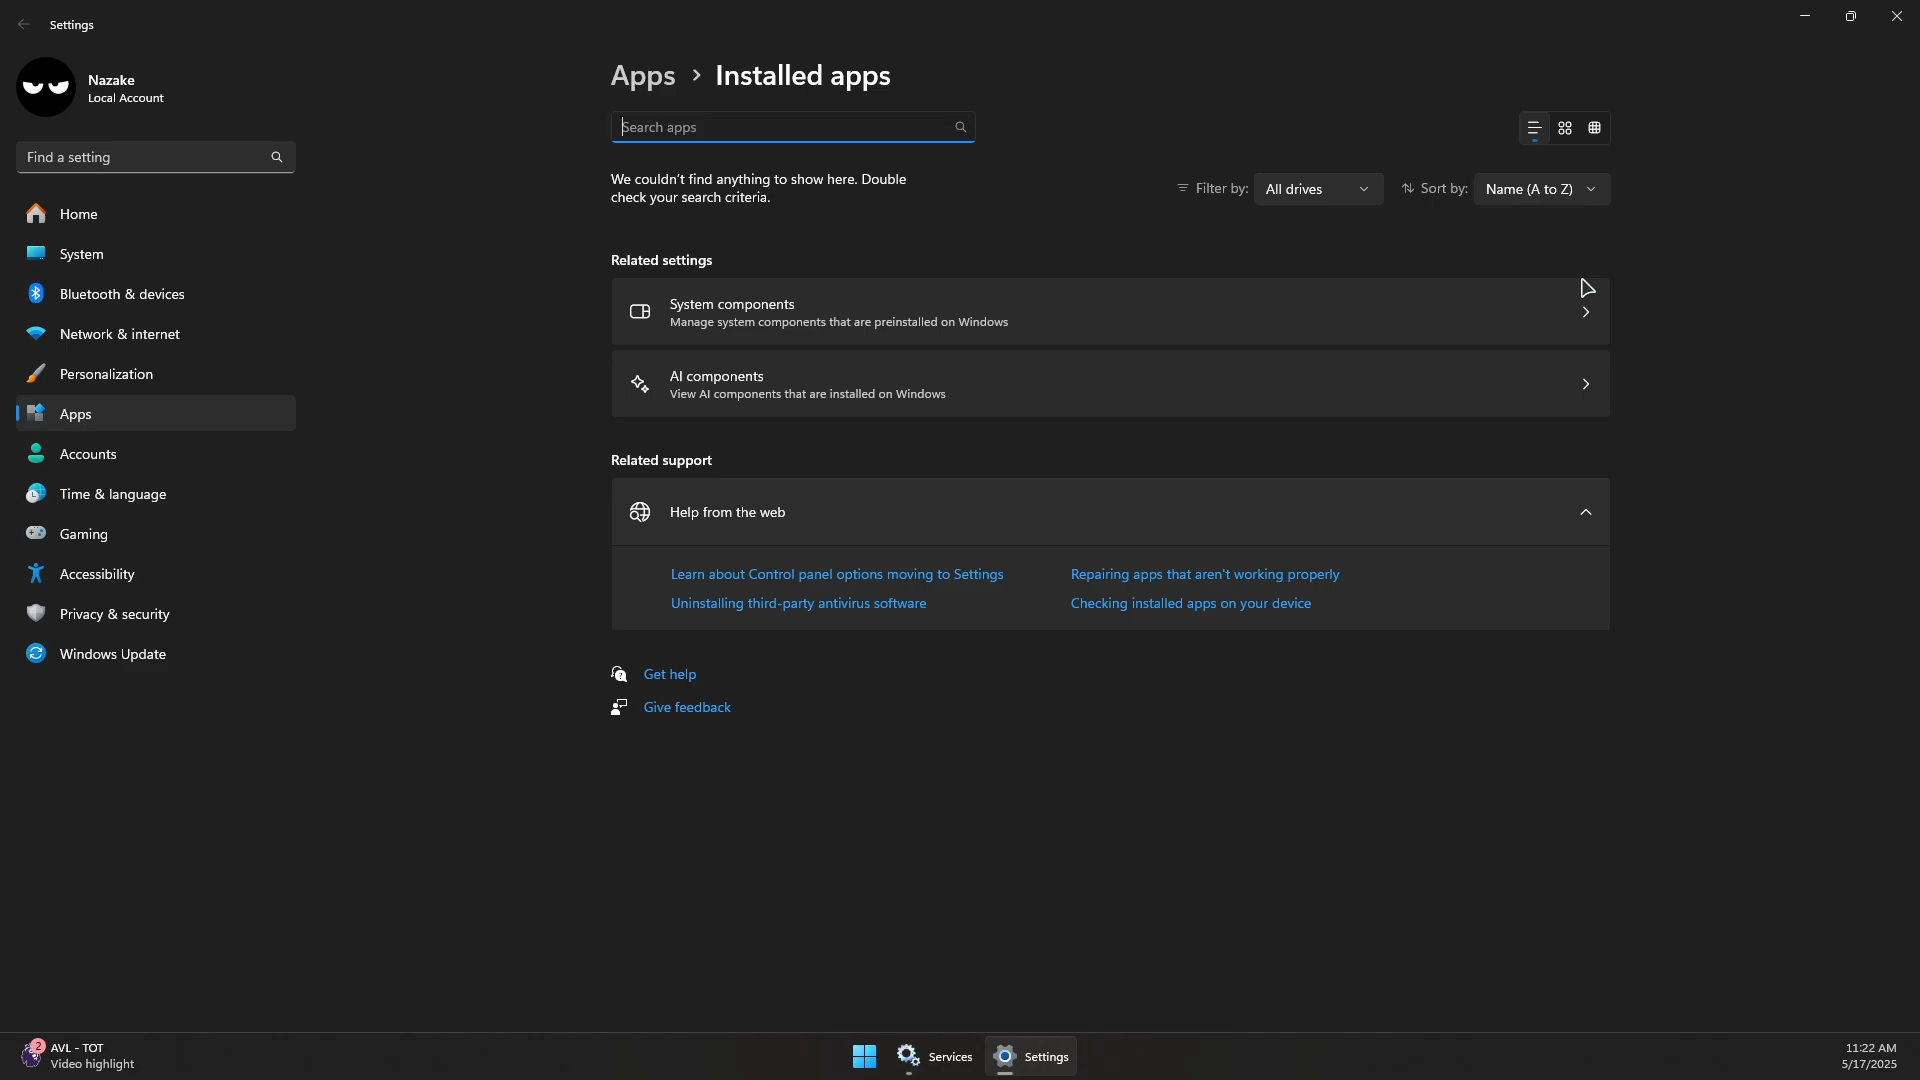 Settings
Nazake
Local Account
Find a setting
Home
System
Bluetooth & devices
Network & internet
Personalization
Apps
Accounts
Time & language
Gaming
Accessibility
Privacy & security
Windows Update
Apps > Installed apps
Search apps
We couldn't find anything to show here. Double
check your search criteria.
Filter by: All drives
Sort by: Name (A to Z)
Related settings
System components
Manage system components that are preinstalled on Windows
AI components
View AI components that are installed on Windows
Related support
Help from the web
Learn about Control panel options moving to Settings
Repairing apps that aren't working properly
Uninstalling third-party antivirus software
Checking installed apps on your device
Get help
Give feedback
2
AVL - TOT
Video highlight
Services
Settings
11:22 AM
5/17/2025